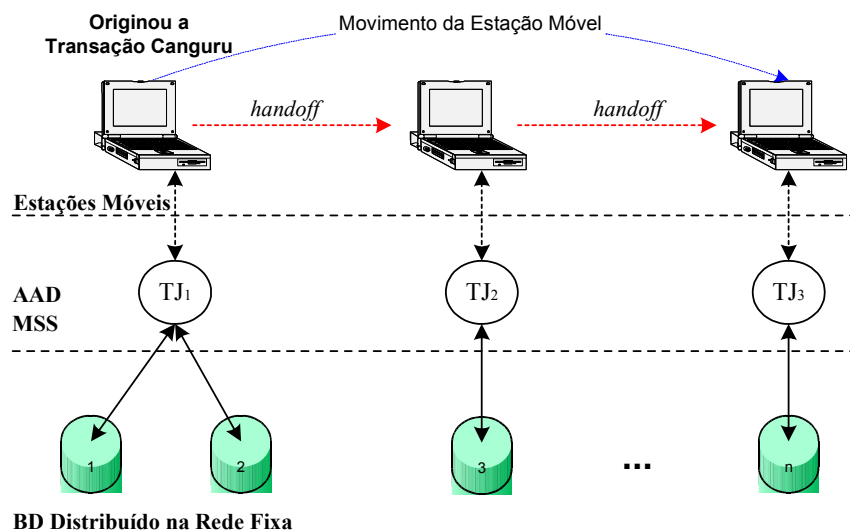 Originou a
Transação Canguru
Movimento da Estação Móvel
handoff
handoff
Estações Móveis
AAD
MSS
TJ1
TJ2
TJ3
1
2
3
...
n
BD Distribuído na Rede Fixa